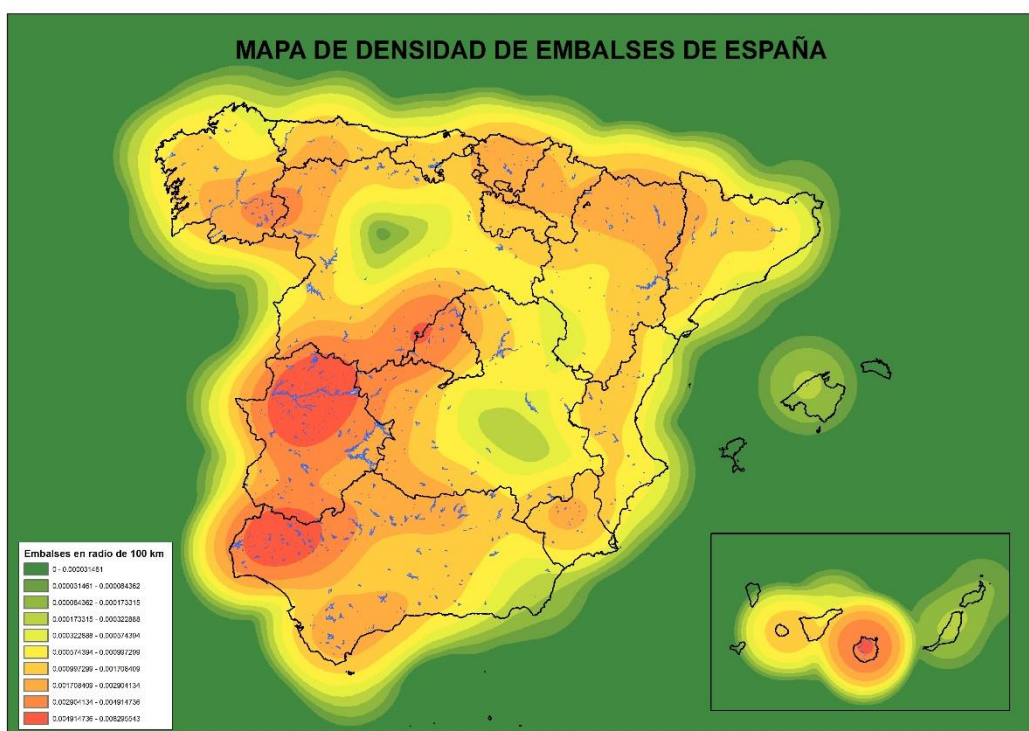 MAPA DE DENSIDAD DE EMBALSES DE ESPAÑA
Embalses en radio de 100 km
0 - 0.000031461
0.000031461 - 0.000084362
0.000084362 - 0.000173315
0.000173315 - 0.000322688
0.000322688 - 0.000574394
0.000574394 - 0.000997299
0.000997299 - 0.001708409
0.001708409 - 0.002904134
0.002904134 - 0.004914736
0.004914736 - 0.008295543